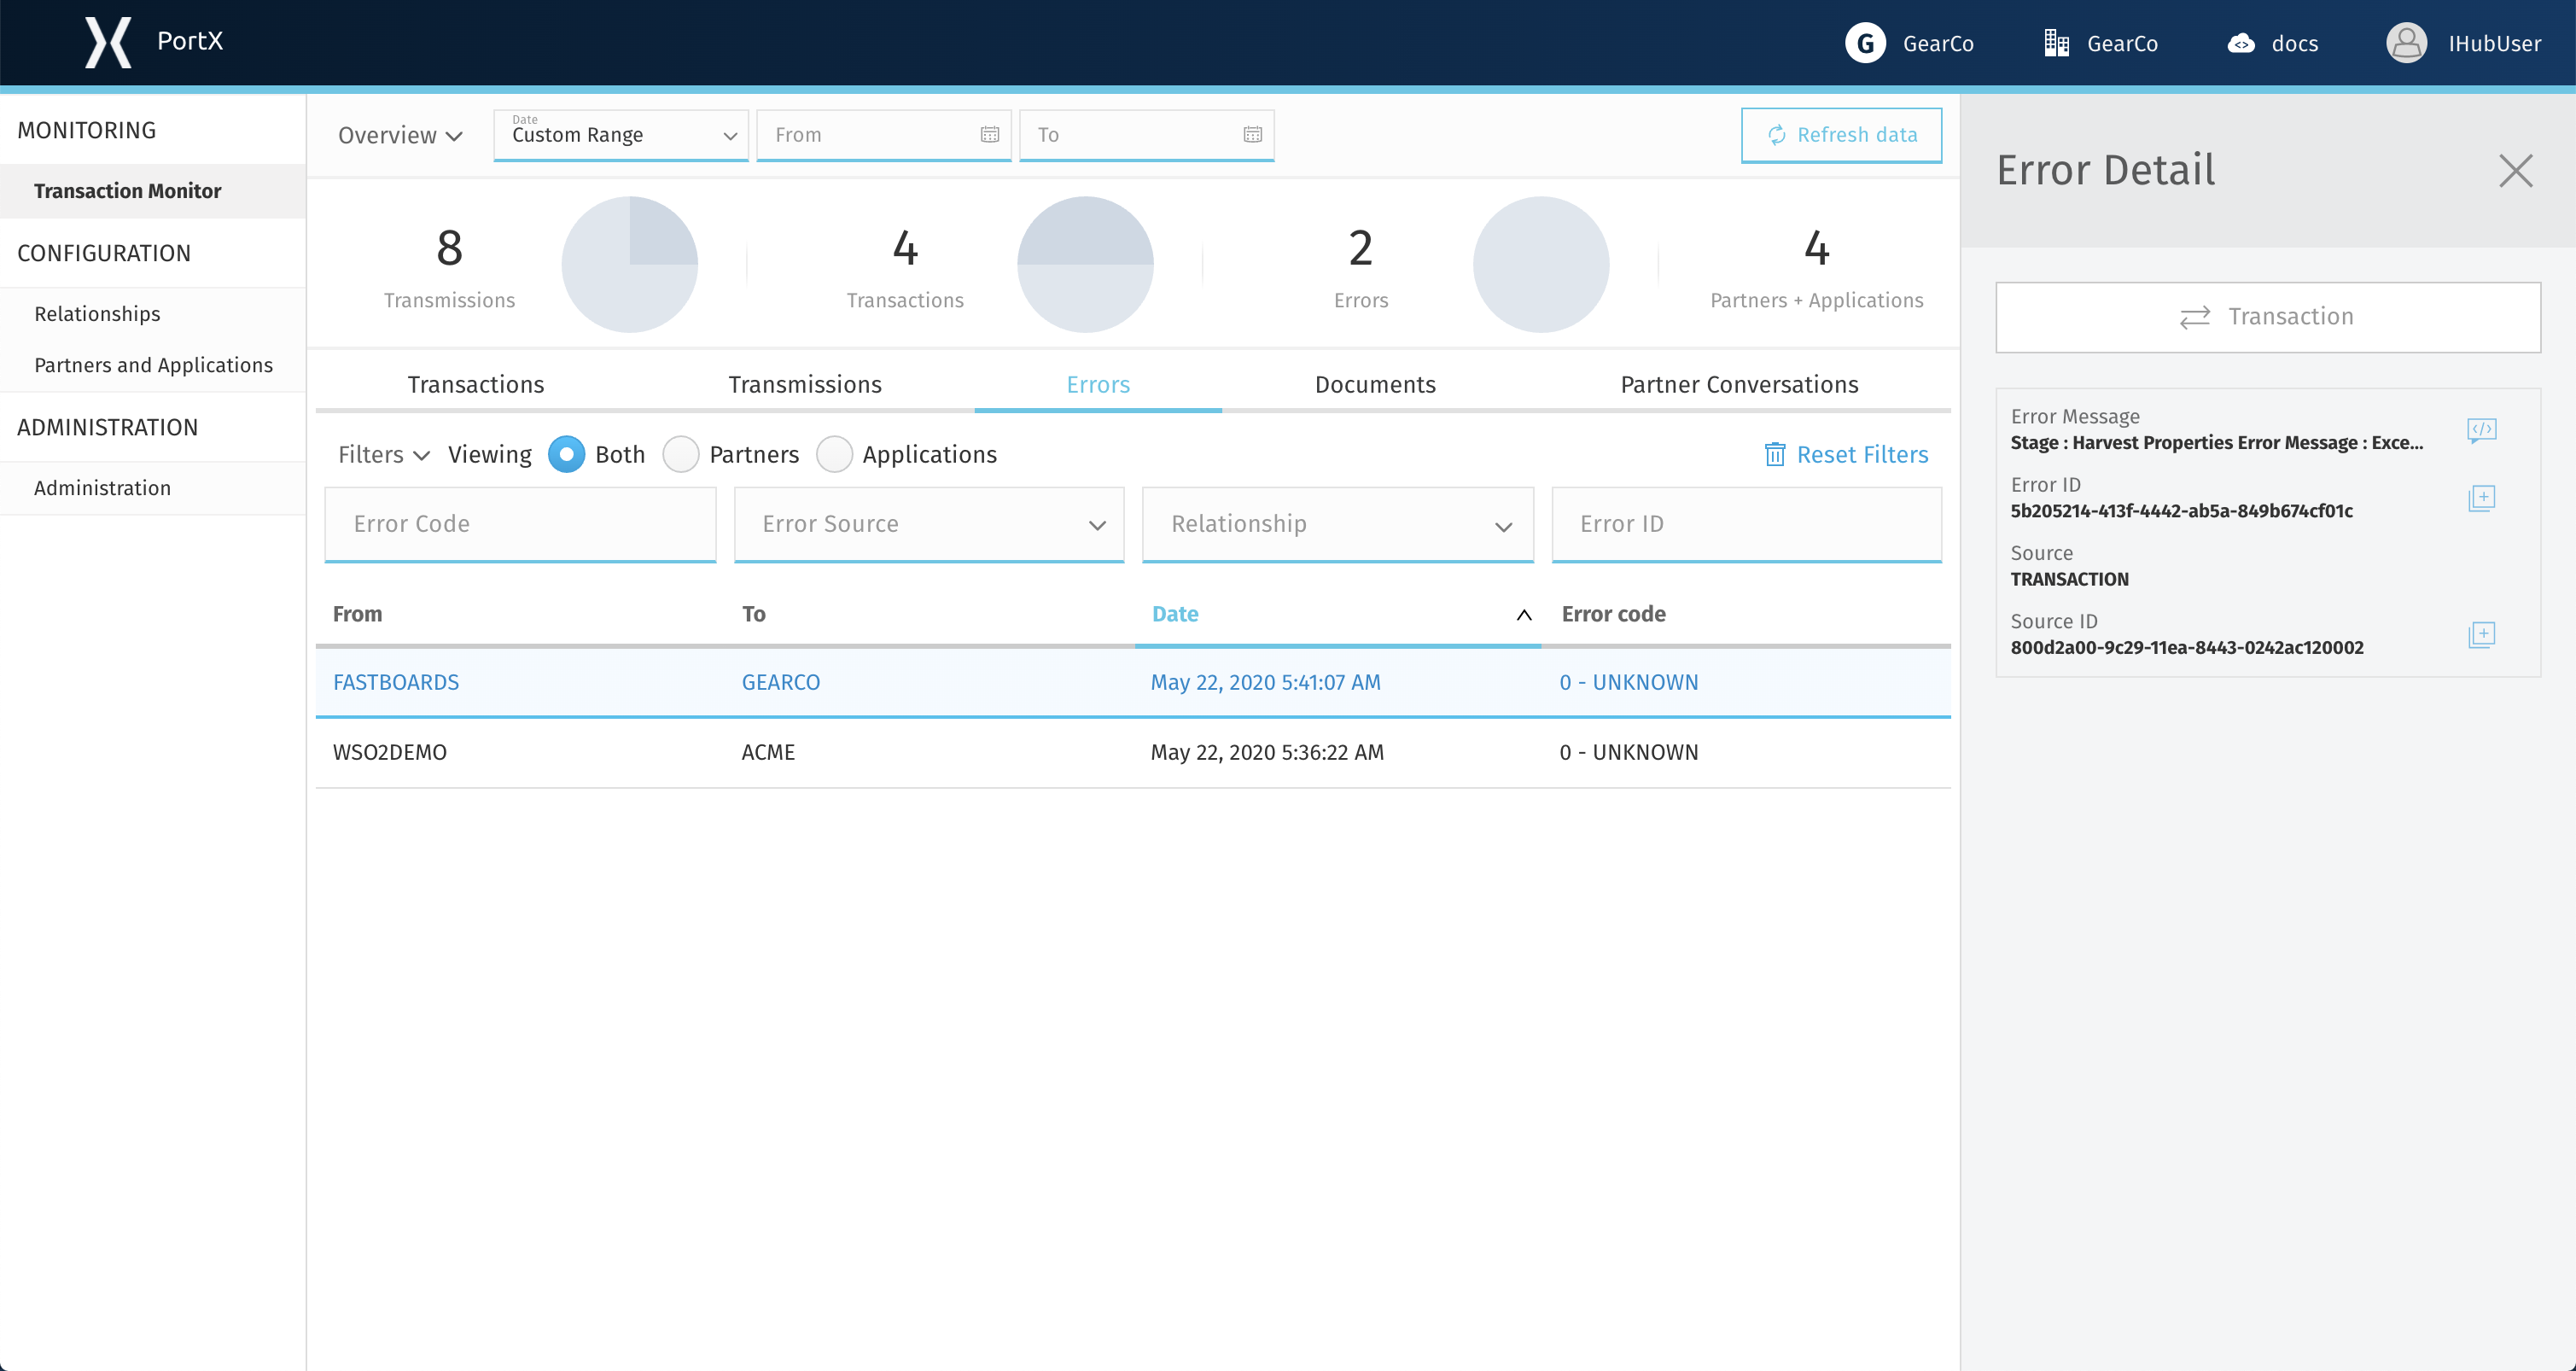 PortX
G GearCo
GearCo
docs
IHubUser
MONITORING
Transaction Monitor
CONFIGURATION
Relationships
Partners and Applications
ADMINISTRATION
Administration
Overview
Date
Custom Range
From
To
Refresh data
8
Transmissions
4
Transactions
2
Errors
4
Partners + Applications
Transactions Transmissions Errors Documents Partner Conversations
Filters Viewing Both Partners Applications Reset Filters
Error Code Error Source Relationship Error ID
From To Date Error code
FASTBOARDS GEARCO May 22, 2020 5:41:07 AM 0 - UNKNOWN
WSO2DEMO ACME May 22, 2020 5:36:22 AM 0 - UNKNOWN
Error Detail
Transaction
Error Message
Stage : Harvest Properties Error Message : Exce...
Error ID
5b205214-413f-4442-ab5a-849b674cf01c
Source
TRANSACTION
Source ID
800d2a00-9c29-11ea-8443-0242ac120002